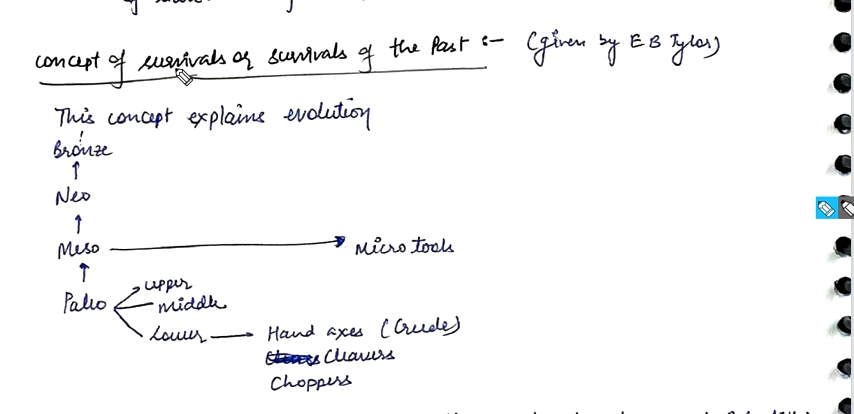 concept of survivals or survivals of the Past :- (given by E B Tylor)
This concept explains evolution
Bronze
Neo
Meso Micro tools
Paleo
upper
middle
Lower Hand axes (Crude)
Cleavers
Choppers